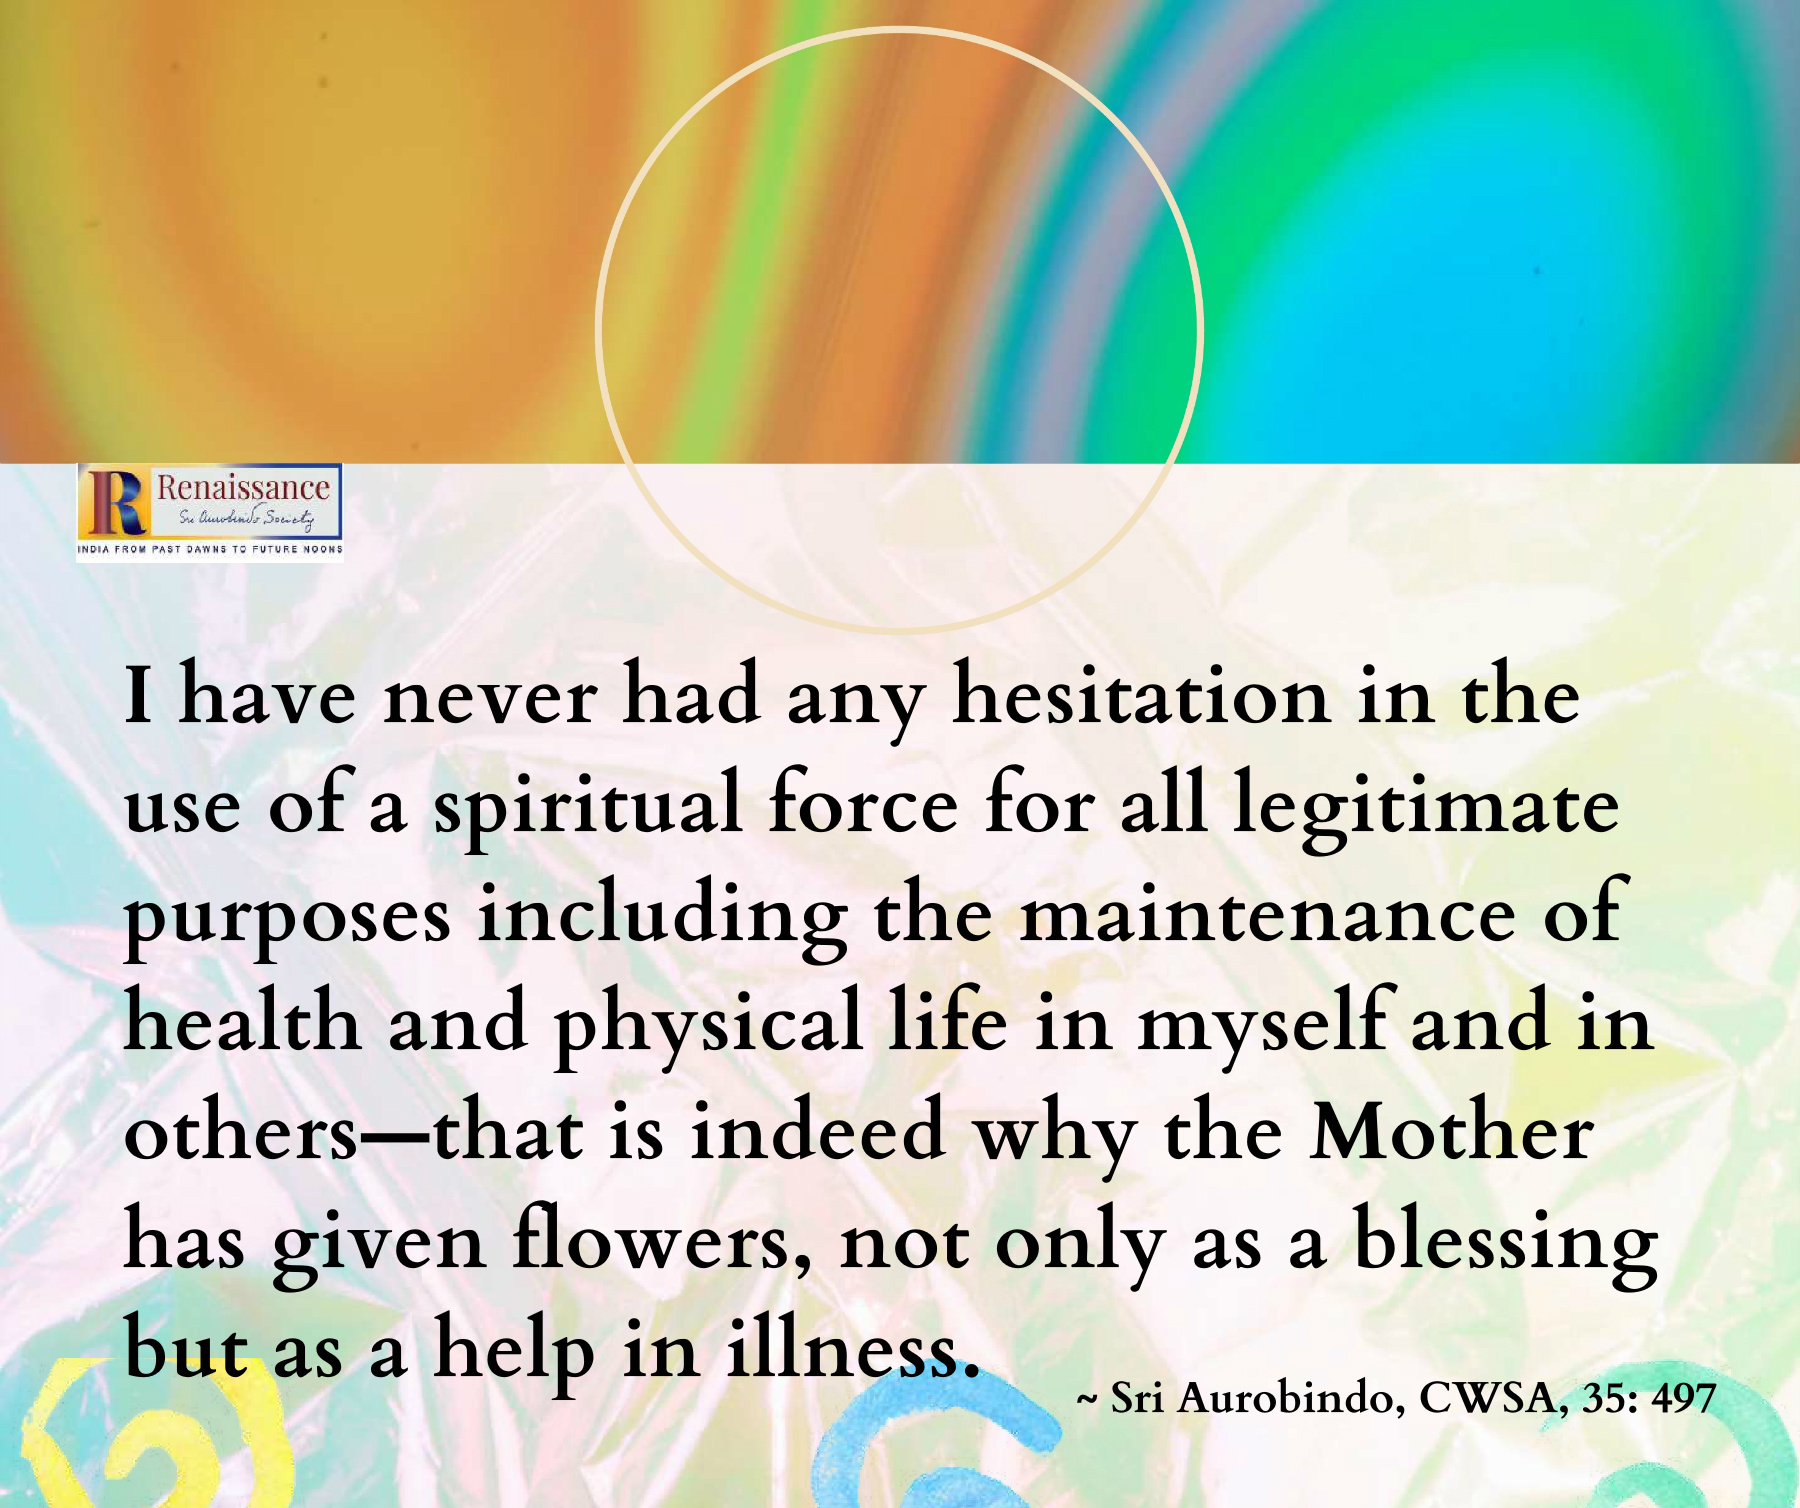 R Renaissance
Sri Aurobindo Society
INDIA FROM PAST DAWNS TO FUTURE NOONS
I have never had any hesitation in the
use of a spiritual force for all legitimate
purposes including the maintenance of
health and physical life in myself and in
others—that is indeed why the Mother
has given flowers, not only as a blessing
but as a help in illness.
~ Sri Aurobindo, CWSA, 35: 497